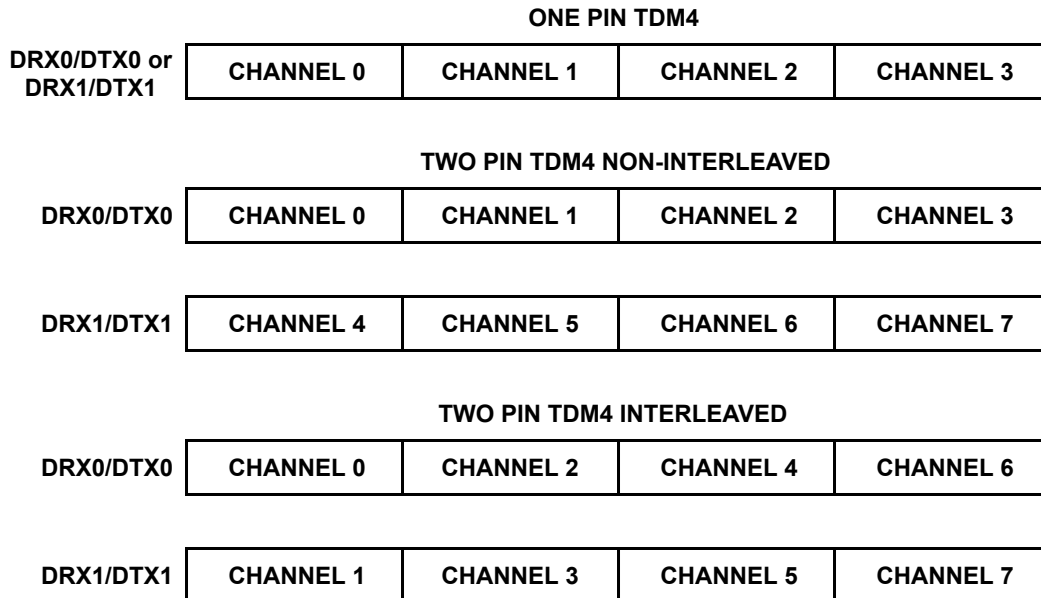 ONE PIN TDM4
DRX0/DTX0 or
DRX1/DTX1
CHANNEL 0 CHANNEL 1 CHANNEL 2 CHANNEL 3
TWO PIN TDM4 NON-INTERLEAVED
DRX0/DTX0 CHANNEL 0 CHANNEL 1 CHANNEL 2 CHANNEL 3
DRX1/DTX1 CHANNEL 4 CHANNEL 5 CHANNEL 6 CHANNEL 7
TWO PIN TDM4 INTERLEAVED
DRX0/DTX0 CHANNEL 0 CHANNEL 2 CHANNEL 4 CHANNEL 6
DRX1/DTX1 CHANNEL 1 CHANNEL 3 CHANNEL 5 CHANNEL 7